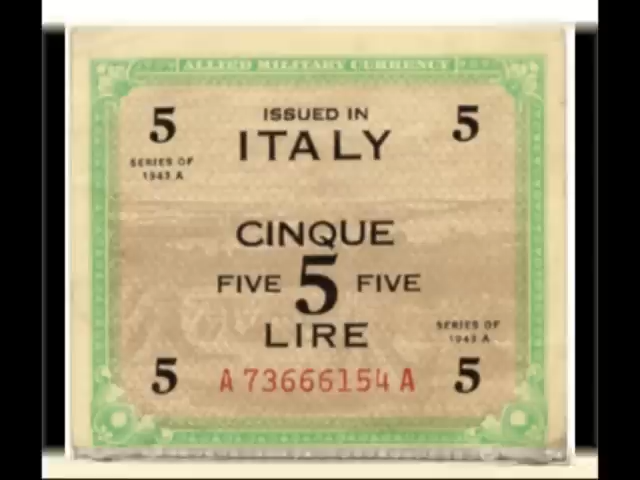 ALLIED MILITARY CURRENCY
5 ISSUED IN 5
ITALY
SERIES OF
1943 A
CINQUE
FIVE 5 FIVE
LIRE
SERIES OF
1943 A
5 A 73666154 A 5